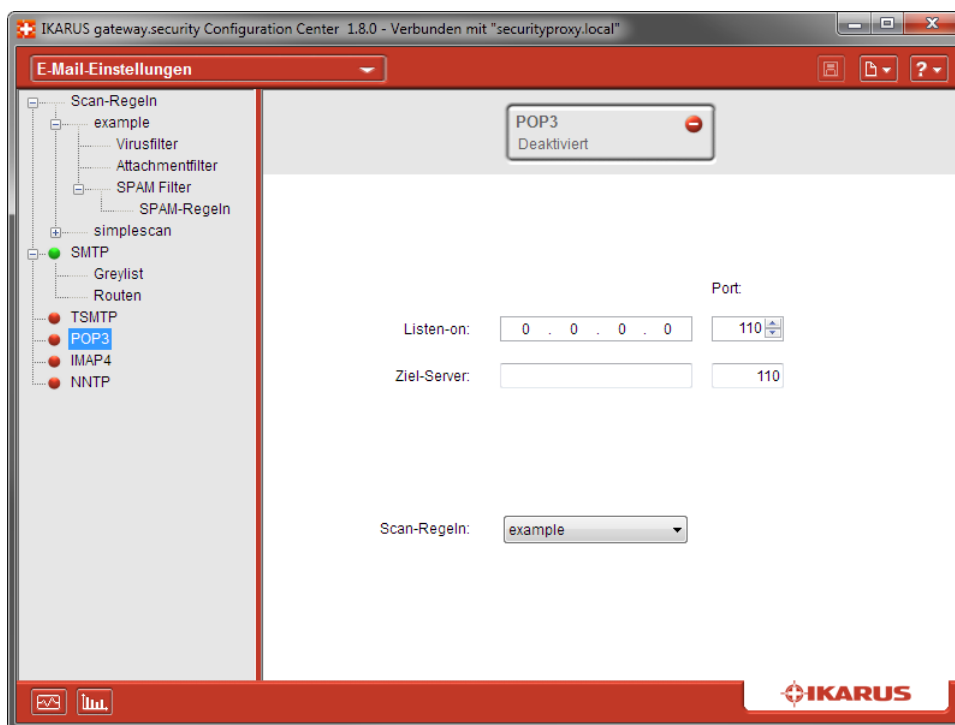 IKARUS gateway.security Configuration Center 1.8.0 - Verbunden mit "securityproxy.local"
E-Mail-Einstellungen
Scan-Regeln
example
Virusfilter
Attachmentfilter
SPAM Filter
SPAM-Regeln
simplescan
SMTP
Greylist
Routen
TSMTP
POP3
IMAP4
NNTP
POP3
Deaktiviert
Port:
Listen-on: 0 . 0 . 0 . 0 110
Ziel-Server: 110
Scan-Regeln: example
IKARUS